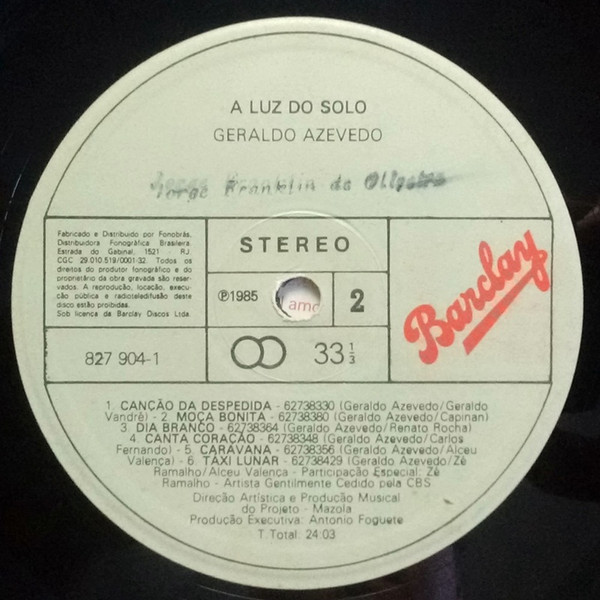 A LUZ DO SOLO
GERALDO AZEVEDO
Jorge Franklin de Oliveira
Fabricado e Distribuido por Fonobrás,
Distribuidora Fonográfica Brasileira.
Estrada do Gabinal, 1521 - RJ.
CGC 29.010.519/0001-32. Todos os
direitos do produtor fonográfico e do
proprietário da obra gravada são reser-
vados. A reprodução, locação, execu-
ção pública e radioteledifusão deste
disco estão proibidas.
Sob licença da Barclay Discos Ltda.
STEREO
℗1985
2
Barclay
827 904-1
33 1/3
1. CANÇÃO DA DESPEDIDA - 62738330 (Geraldo Azevedo/Geraldo
Vandré) - 2. MOÇA BONITA - 62738380 (Geraldo Azevedo/Capinan)
3. DIA BRANCO - 62738364 (Geraldo Azevedo/Renato Rocha)
4. CANTA CORAÇÃO - 62738348 (Geraldo Azevedo/Carlos
Fernando) - 5. CARAVANA - 62738356 (Geraldo Azevedo/Alceu
Valença) - 6. TÁXI LUNAR - 62738429 (Geraldo Azevedo/Zé
Ramalho/Alceu Valença - Participação Especial: Zé
Ramalho - Artista Gentilmente Cedido pela CBS
Direção Artística e Produção Musical
do Projeto - Mazola
Produção Executiva: Antonio Foguete
T Total: 24:03